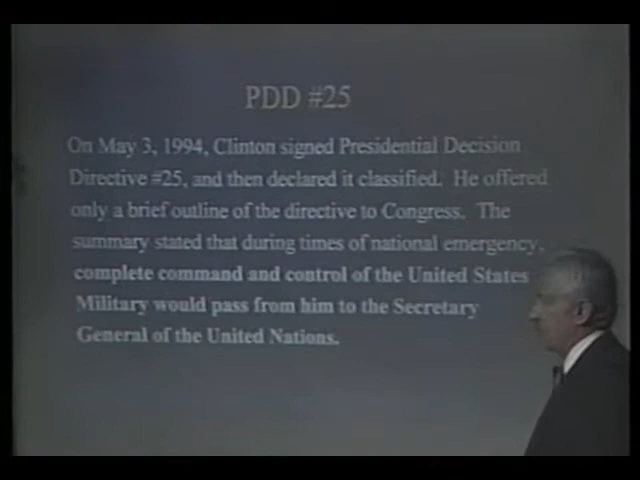 PDD #25
On May 3, 1994, Clinton signed Presidential Decision
Directive #25, and then declared it classified. He offered
only a brief outline of the directive to Congress. The
summary stated that during times of national emergency,
complete command and control of the United States
Military would pass from him to the Secretary
General of the United Nations.